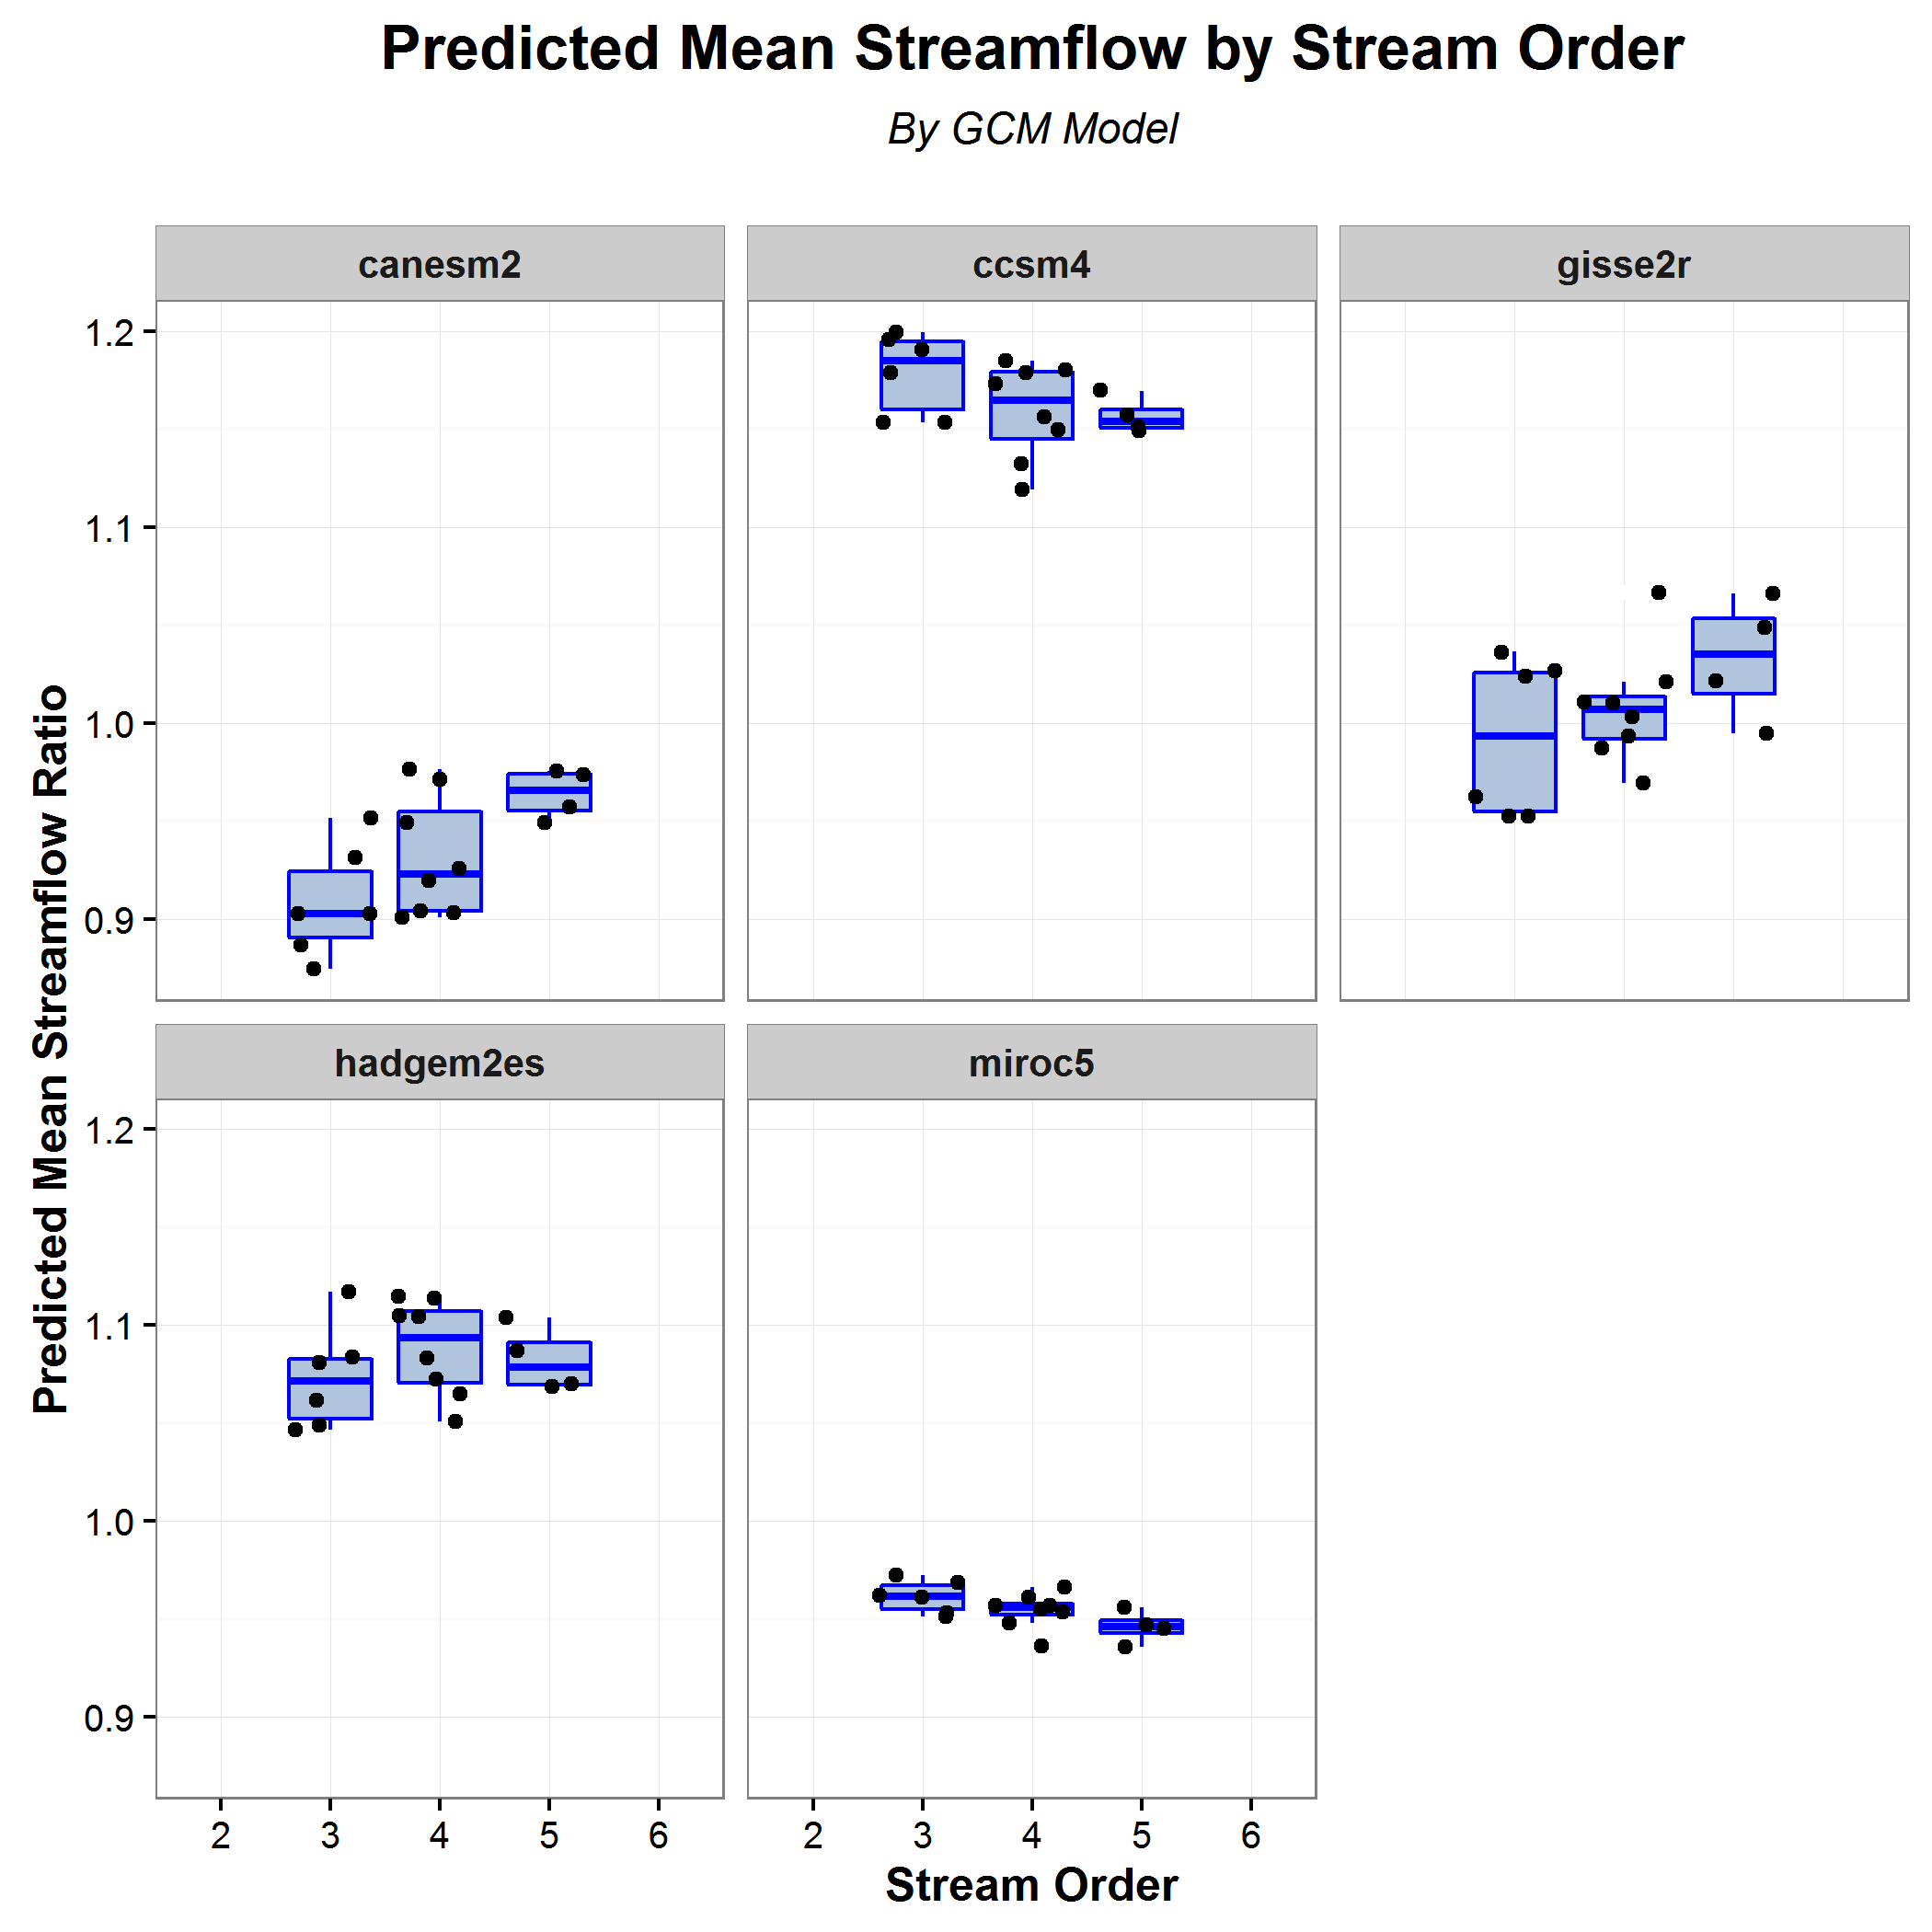 Predicted Mean Streamflow by Stream Order
By GCM Model
canesm2
ccsm4
gisse2r
1.2
1.1
1.0
0.9
Predicted Mean Streamflow Ratio
hadgem2es
miroc5
1.2
1.1
1.0
0.9
2 3 4 5 6
2 3 4 5 6
Stream Order